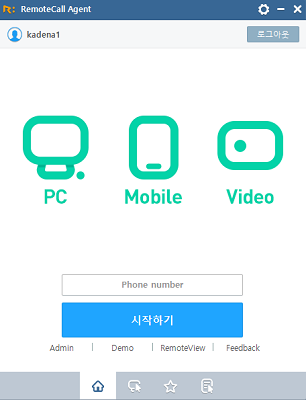 RemoteCall Agent
kadena1
로그아웃
PC Mobile Video
Phone number
시작하기
Admin | Demo | RemoteView | Feedback